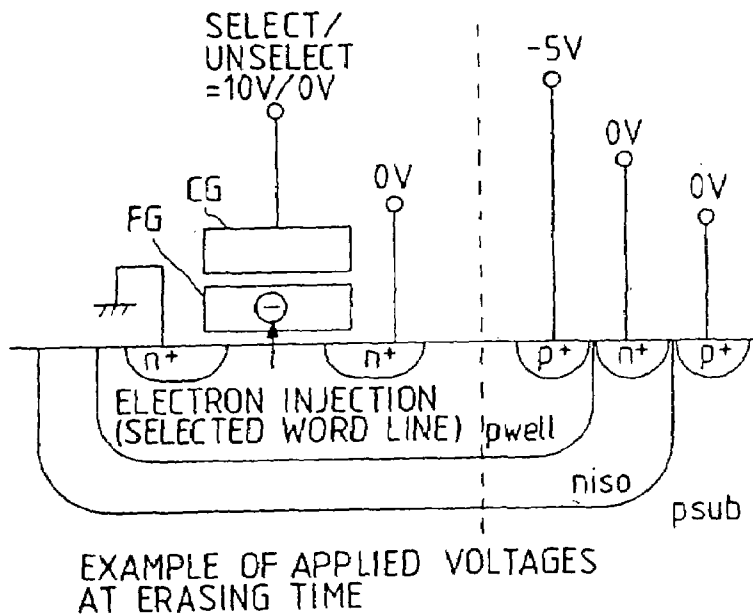 SELECT/
UNSELECT
=10V/0V
-5V
0V
0V
0V
CG
FG
n+
n+
p+
n+
p+
ELECTRON INJECTION
(SELECTED WORD LINE)
pwell
niso
psub
EXAMPLE OF APPLIED VOLTAGES
AT ERASING TIME